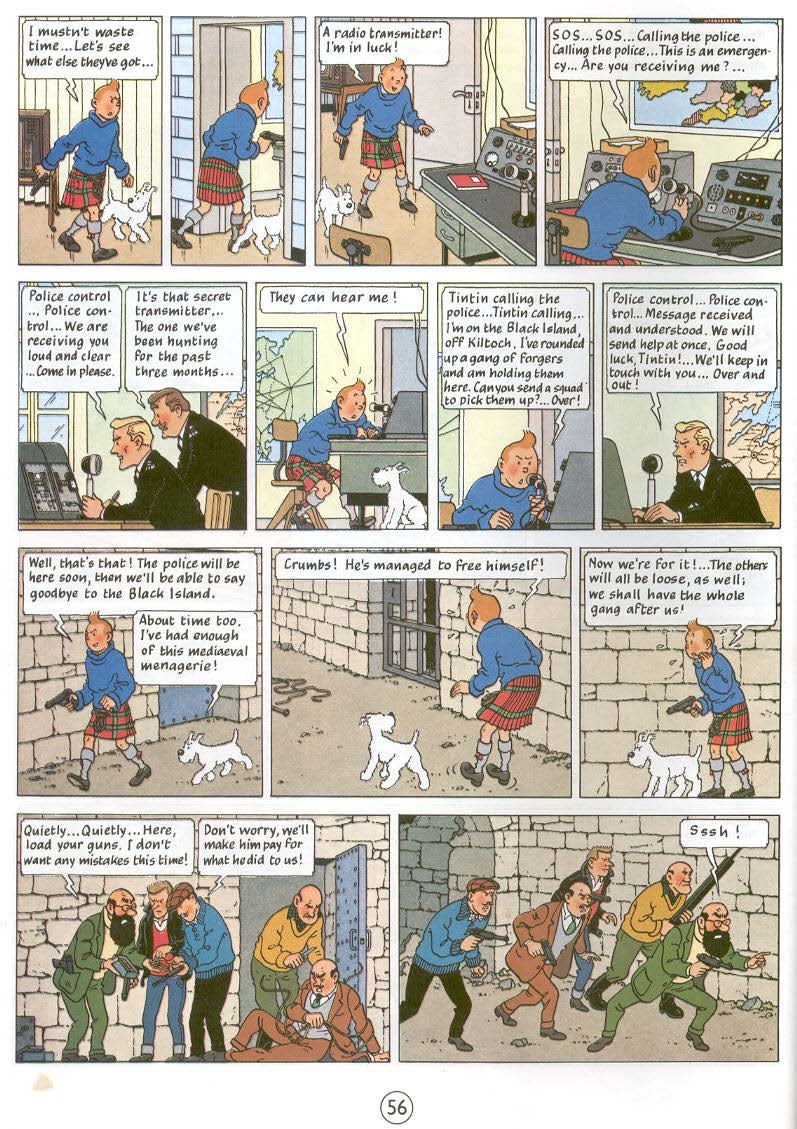 I mustn't waste
time... Let's see
what else they've got...
A radio transmitter!
I'm in luck!
SOS... SOS... Calling the police...
Calling the police... This is an emergen-
cy... Are you receiving me?...
Police control
... Police con-
trol... We are
receiving you
loud and clear
...Come in please.
It's that secret
transmitter...
The one we've
been hunting
for the past
three months...
They can hear me!
Tintin calling the
police...Tintin calling...
I'm on the Black Island,
off Kiltoch. I've rounded
up a gang of forgers
and am holding them
here. Can you send a squad
to pick them up?... Over!
Police control... Police con-
trol... Message received
and understood. We will
send help at once. Good
luck, Tintin!... We'll keep in
touch with you... Over and
out!
Well, that's that! The police will be
here soon, then we'll be able to say
goodbye to the Black Island.
About time too.
I've had enough
of this mediaeval
menagerie!
Crumbs! He's managed to free himself!
Now we're for it!...The others
will all be loose, as well;
we shall have the whole
gang after us!
Quietly... Quietly... Here,
load your guns. I don't
want any mistakes this time!
Don't worry, we'll
make him pay for
what he did to us!
Sssh!
56